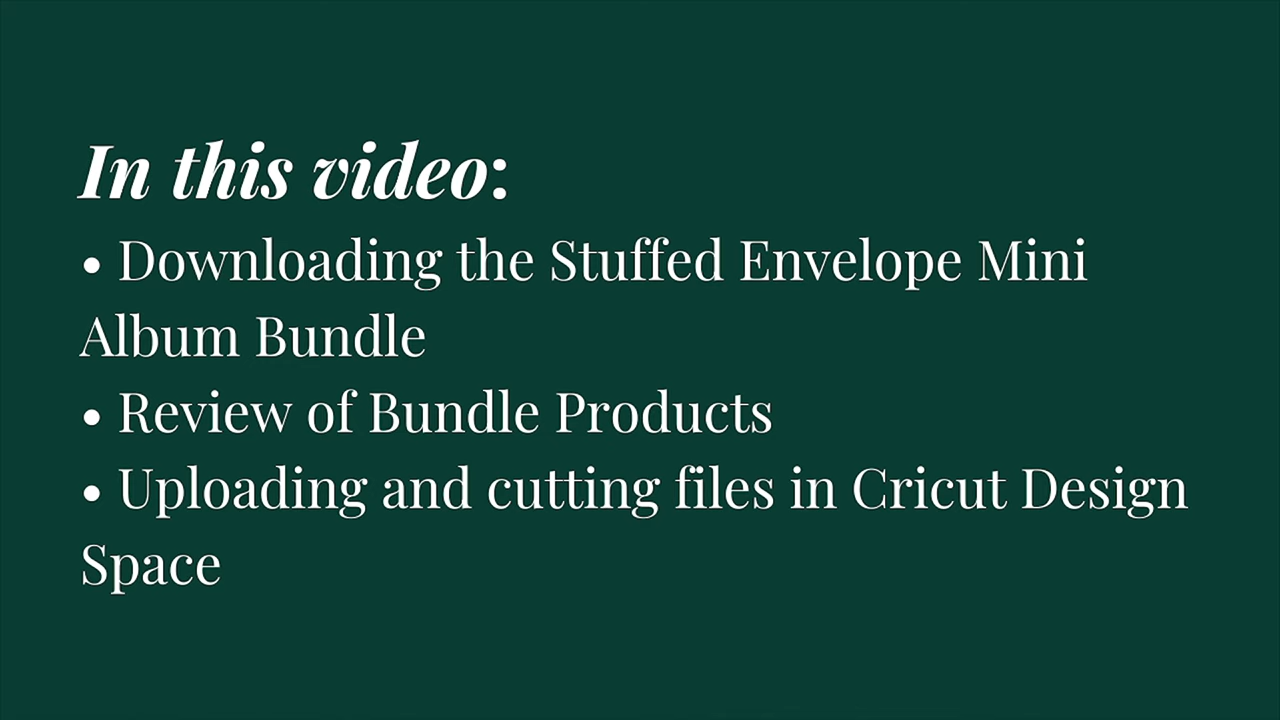 In this video:
• Downloading the Stuffed Envelope Mini
Album Bundle
• Review of Bundle Products
• Uploading and cutting files in Cricut Design
Space